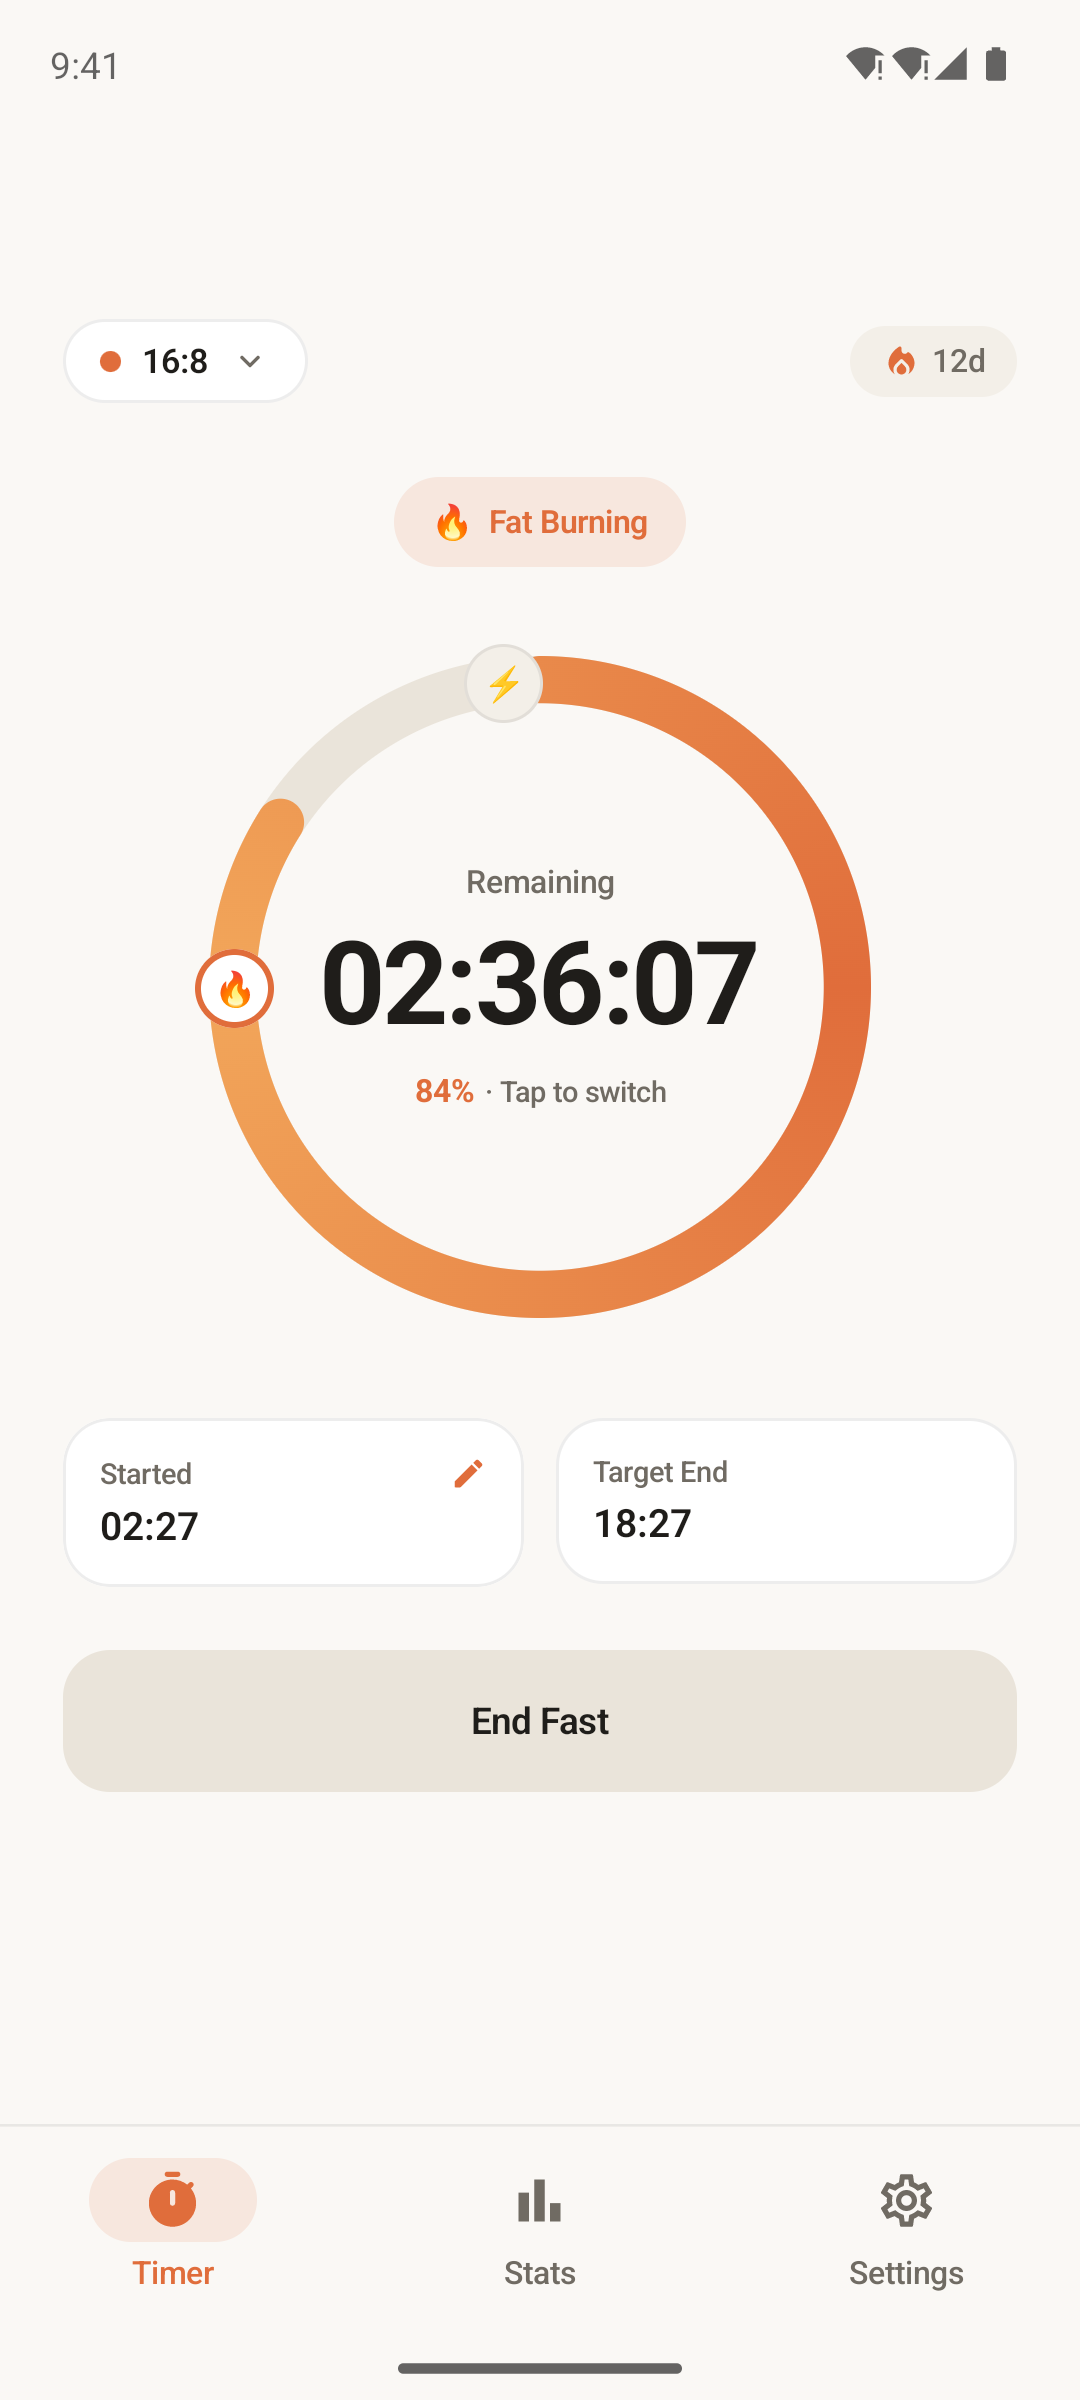 9:41
16:8
12d
🔥 Fat Burning
⚡
Remaining
02:36:07
🔥
84% · Tap to switch
Started
02:27
Target End
18:27
End Fast
Timer
Stats
Settings